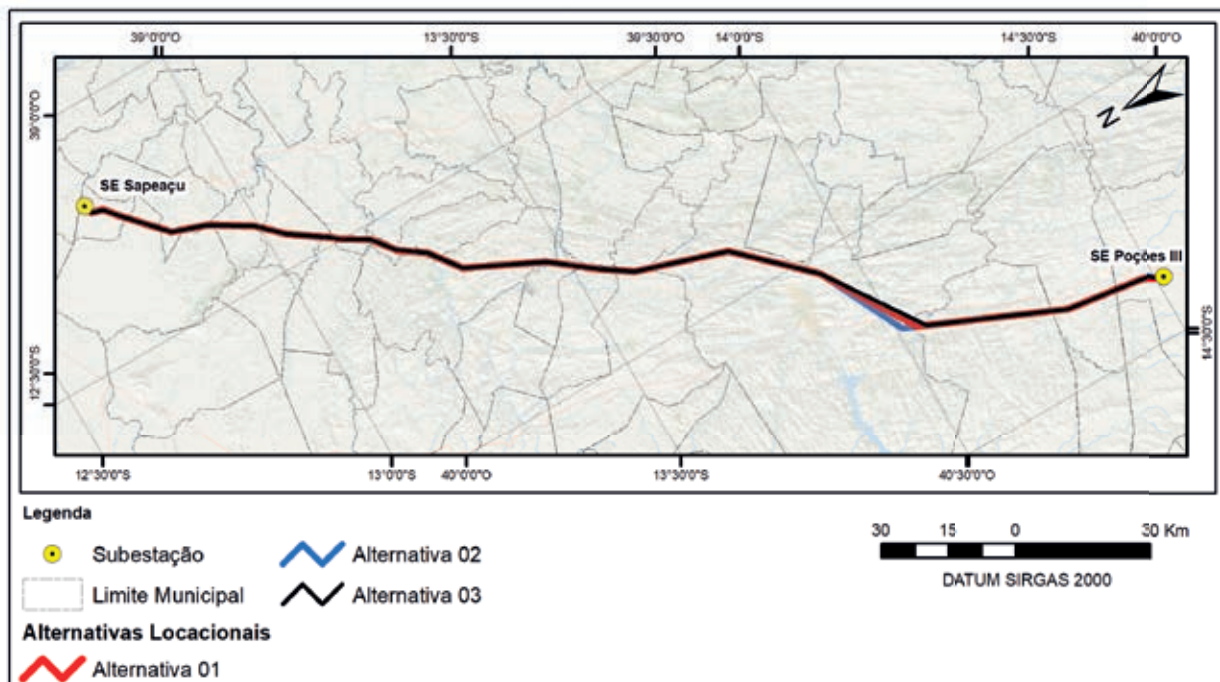 39°0'0"O 13°30'0"S 39°30'0"O 14°0'0"S 14°30'0"S 40°0'0"O
39°0'0"O
N
SE Sapeaçu
SE Poções III
14°30'0"S
12°30'0"S
12°30'0"S 13°0'0"S 40°0'0"O 13°30'0"S 40°30'0"O
Legenda
Subestação
Alternativa 02
Limite Municipal
Alternativa 03
Alternativas Locacionais
Alternativa 01
30 15 0 30 Km
DATUM SIRGAS 2000